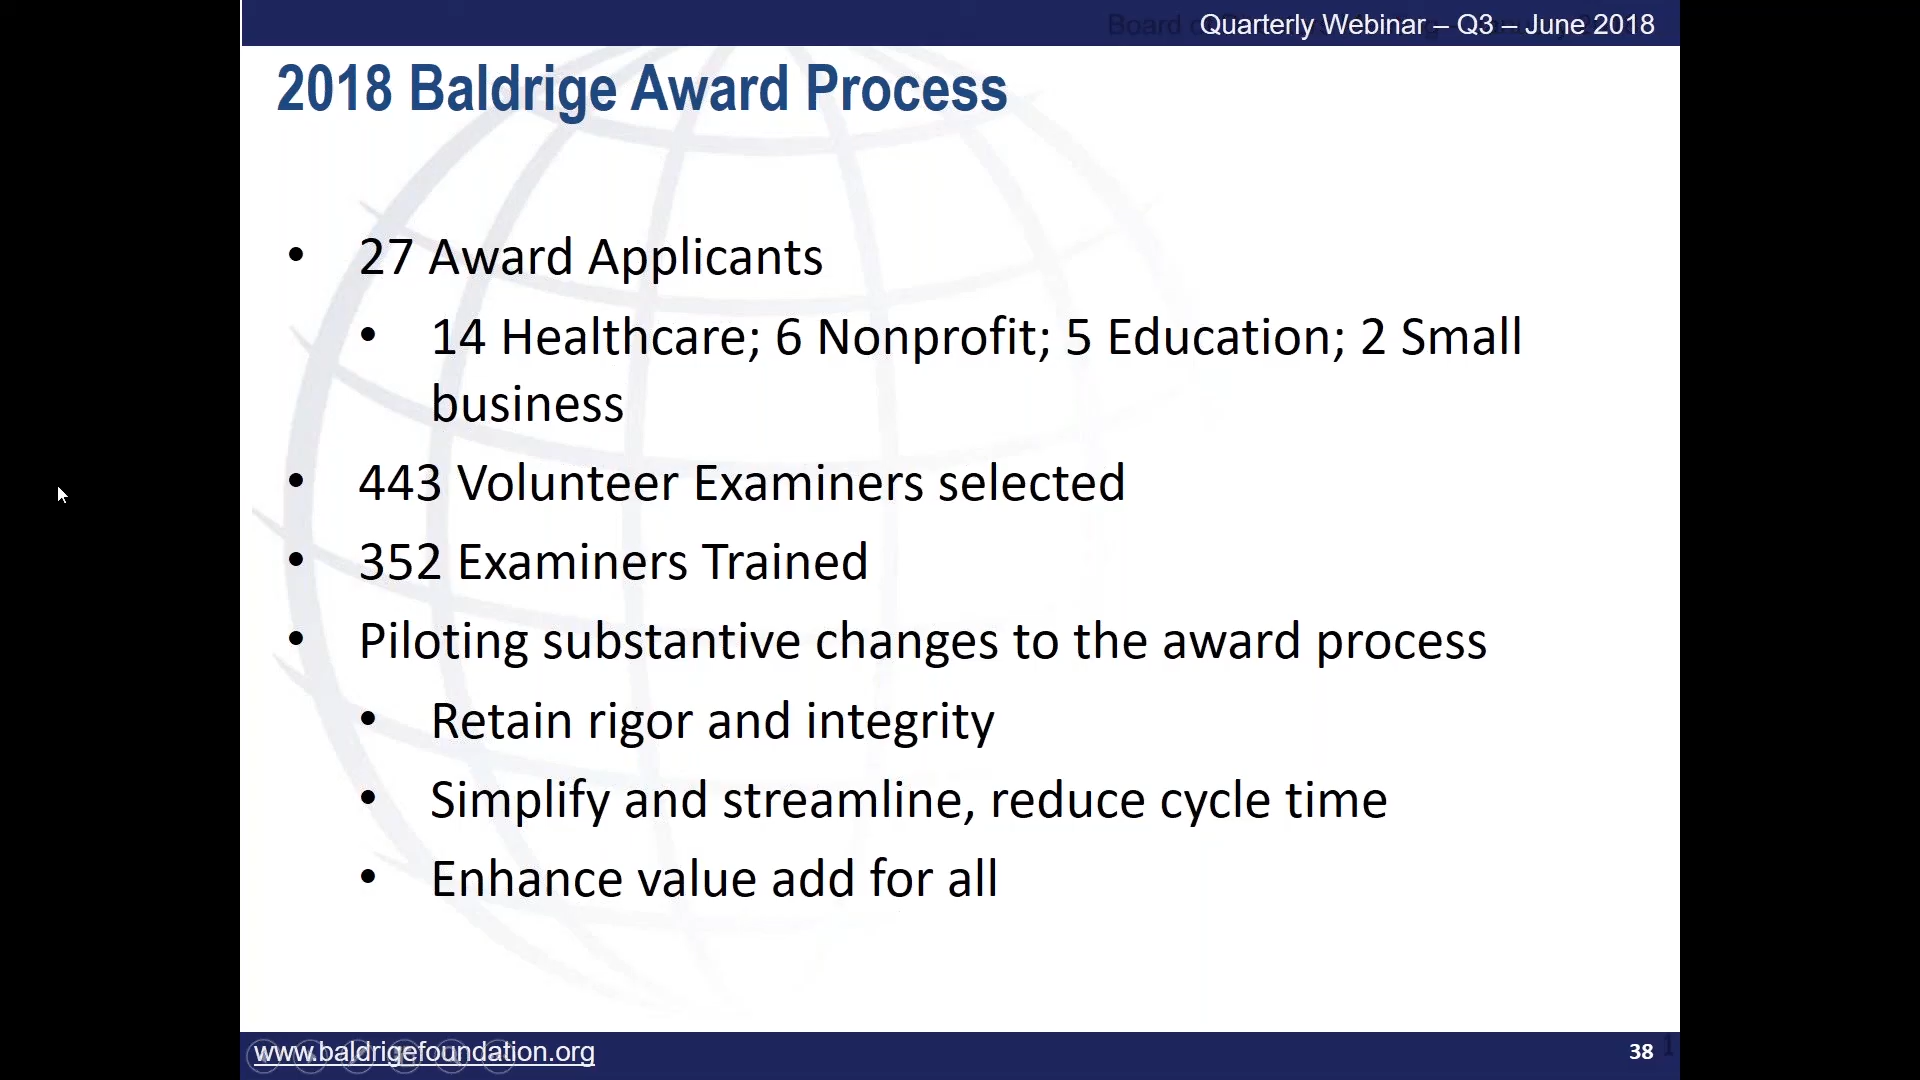 Quarterly Webinar – Q3 – June 2018
2018 Baldrige Award Process
• 27 Award Applicants
• 14 Healthcare; 6 Nonprofit; 5 Education; 2 Small
business
• 443 Volunteer Examiners selected
• 352 Examiners Trained
• Piloting substantive changes to the award process
• Retain rigor and integrity
• Simplify and streamline, reduce cycle time
• Enhance value add for all
www.baldrigefoundation.org
38